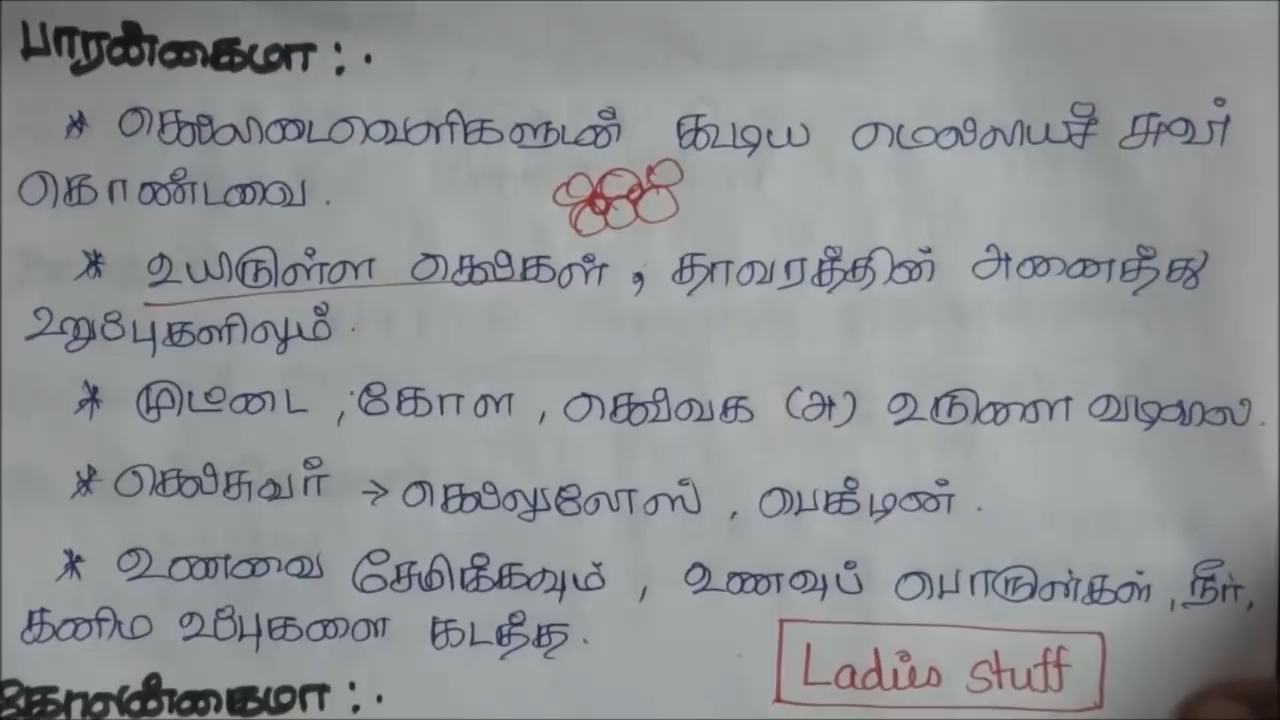 பாரன்கைமா :.
* செல்இடைவெளிகளுடன் கூடிய மெல்லியச் சுவர்
கொண்டவை.
* உயிருள்ள செல்கள், தாவரத்தின் அனைத்து
உறுப்புகளிலும்.
* முட்டை, கோள, செவ்வக (அ) உருளை வடிவம்.
* செல்சுவர் → செல்லுலோஸ், பெக்டின்.
* உணவை சேமிக்கவும், உணவுப் பொருள்கள், நீர்,
கனிம உப்புகளை கடத்த.
Ladies stuff
கோலன்கைமா :.